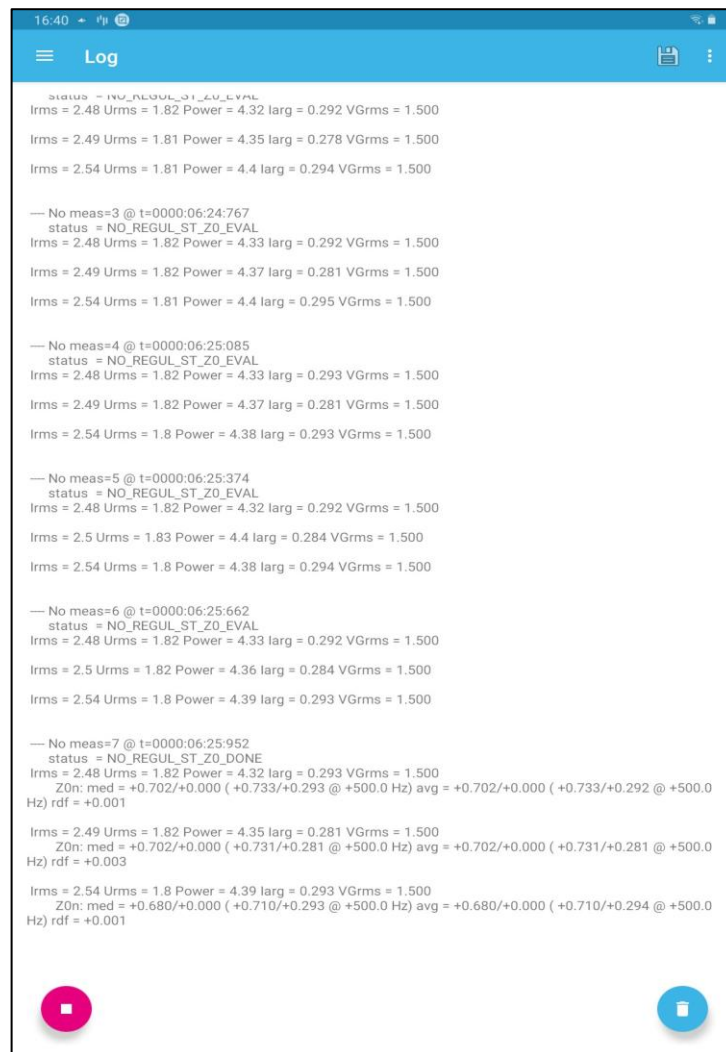 16:40
Log
status = NO_REGUL_ST_Z0_EVAL
Irms = 2.48 Urms = 1.82 Power = 4.32 Iarg = 0.292 VGrms = 1.500
Irms = 2.49 Urms = 1.81 Power = 4.35 Iarg = 0.278 VGrms = 1.500
Irms = 2.54 Urms = 1.81 Power = 4.4 Iarg = 0.294 VGrms = 1.500
— No meas=3 @ t=0000:06:24:767
status = NO_REGUL_ST_Z0_EVAL
Irms = 2.48 Urms = 1.82 Power = 4.33 Iarg = 0.292 VGrms = 1.500
Irms = 2.49 Urms = 1.82 Power = 4.37 Iarg = 0.281 VGrms = 1.500
Irms = 2.54 Urms = 1.81 Power = 4.4 Iarg = 0.295 VGrms = 1.500
— No meas=4 @ t=0000:06:25:085
status = NO_REGUL_ST_Z0_EVAL
Irms = 2.48 Urms = 1.82 Power = 4.33 Iarg = 0.293 VGrms = 1.500
Irms = 2.49 Urms = 1.82 Power = 4.37 Iarg = 0.281 VGrms = 1.500
Irms = 2.54 Urms = 1.8 Power = 4.38 Iarg = 0.293 VGrms = 1.500
— No meas=5 @ t=0000:06:25:374
status = NO_REGUL_ST_Z0_EVAL
Irms = 2.48 Urms = 1.82 Power = 4.32 Iarg = 0.292 VGrms = 1.500
Irms = 2.5 Urms = 1.83 Power = 4.4 Iarg = 0.284 VGrms = 1.500
Irms = 2.54 Urms = 1.8 Power = 4.38 Iarg = 0.294 VGrms = 1.500
— No meas=6 @ t=0000:06:25:662
status = NO_REGUL_ST_Z0_EVAL
Irms = 2.48 Urms = 1.82 Power = 4.33 Iarg = 0.292 VGrms = 1.500
Irms = 2.5 Urms = 1.82 Power = 4.36 Iarg = 0.284 VGrms = 1.500
Irms = 2.54 Urms = 1.8 Power = 4.39 Iarg = 0.293 VGrms = 1.500
— No meas=7 @ t=0000:06:25:952
status = NO_REGUL_ST_Z0_DONE
Irms = 2.48 Urms = 1.82 Power = 4.32 Iarg = 0.293 VGrms = 1.500
Z0n: med = +0.702/+0.000 ( +0.733/+0.293 @ +500.0 Hz) avg = +0.702/+0.000 ( +0.733/+0.292 @ +500.0
Hz) rdf = +0.001
Irms = 2.49 Urms = 1.82 Power = 4.35 Iarg = 0.281 VGrms = 1.500
Z0n: med = +0.702/+0.000 ( +0.731/+0.281 @ +500.0 Hz) avg = +0.702/+0.000 ( +0.731/+0.281 @ +500.0
Hz) rdf = +0.003
Irms = 2.54 Urms = 1.8 Power = 4.39 Iarg = 0.293 VGrms = 1.500
Z0n: med = +0.680/+0.000 ( +0.710/+0.293 @ +500.0 Hz) avg = +0.680/+0.000 ( +0.710/+0.294 @ +500.0
Hz) rdf = +0.001